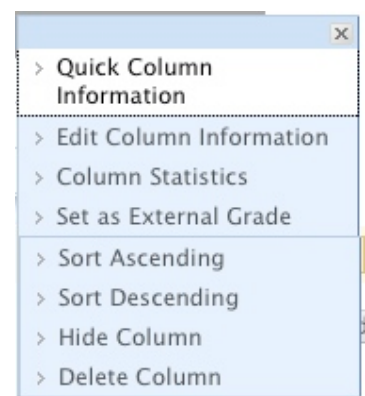 Quick Column
Information
Edit Column Information
Column Statistics
Set as External Grade
Sort Ascending
Sort Descending
Hide Column
Delete Column